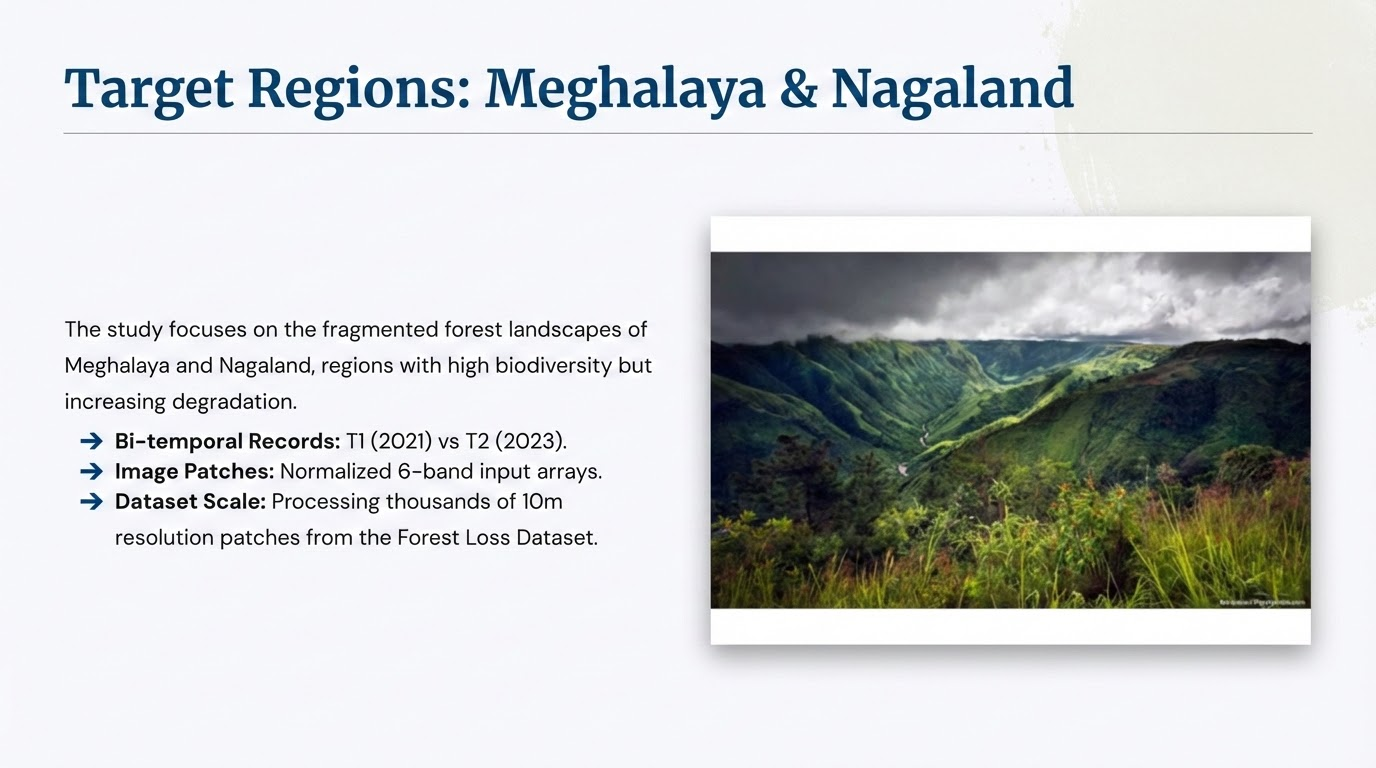 Target Regions: Meghalaya & Nagaland
The study focuses on the fragmented forest landscapes of
Meghalaya and Nagaland, regions with high biodiversity but
increasing degradation.
➔ Bi-temporal Records: T1 (2021) vs T2 (2023).
➔ Image Patches: Normalized 6-band input arrays.
➔ Dataset Scale: Processing thousands of 10m
resolution patches from the Forest Loss Dataset.